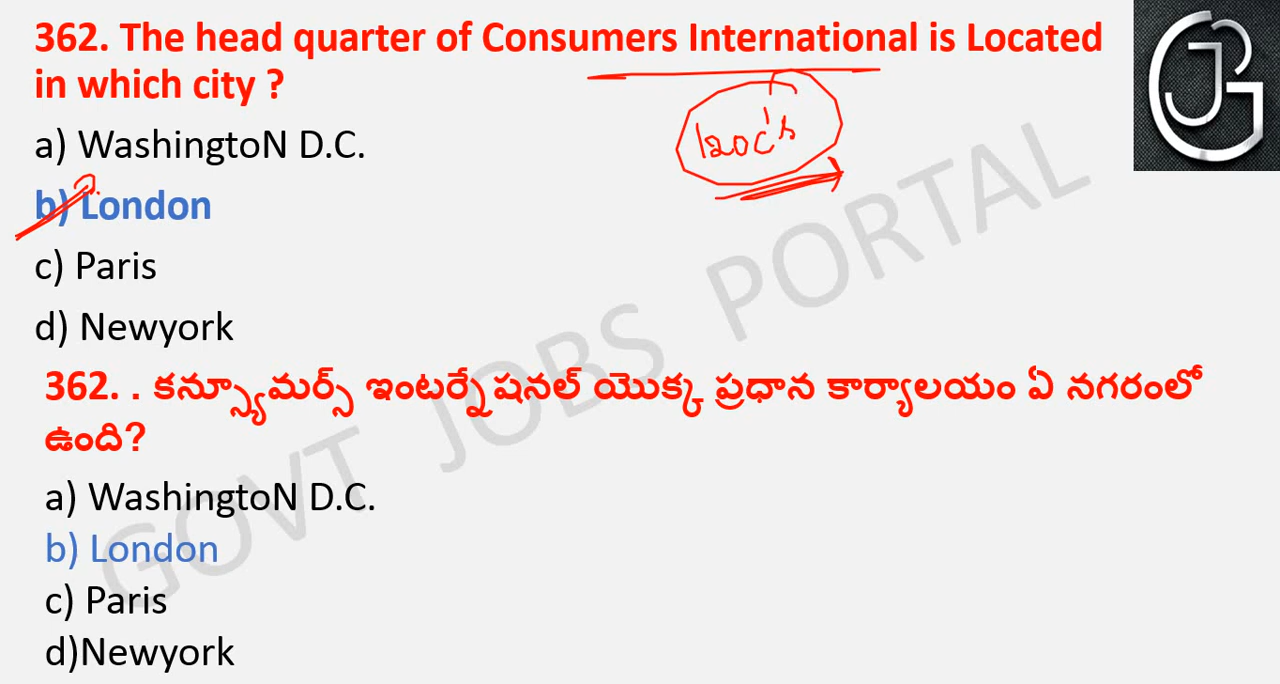 362. The head quarter of Consumers International is Located
in which city ?
120c's
a) WashingtoN D.C.
b) London
c) Paris
d) Newyork
362. . కన్స్యూమర్స్ ఇంటర్నేషనల్ యొక్క ప్రధాన కార్యాలయం ఏ నగరంలో
ఉంది?
a) WashingtoN D.C.
b) London
c) Paris
d)Newyork
GOVT JOBS PORTAL